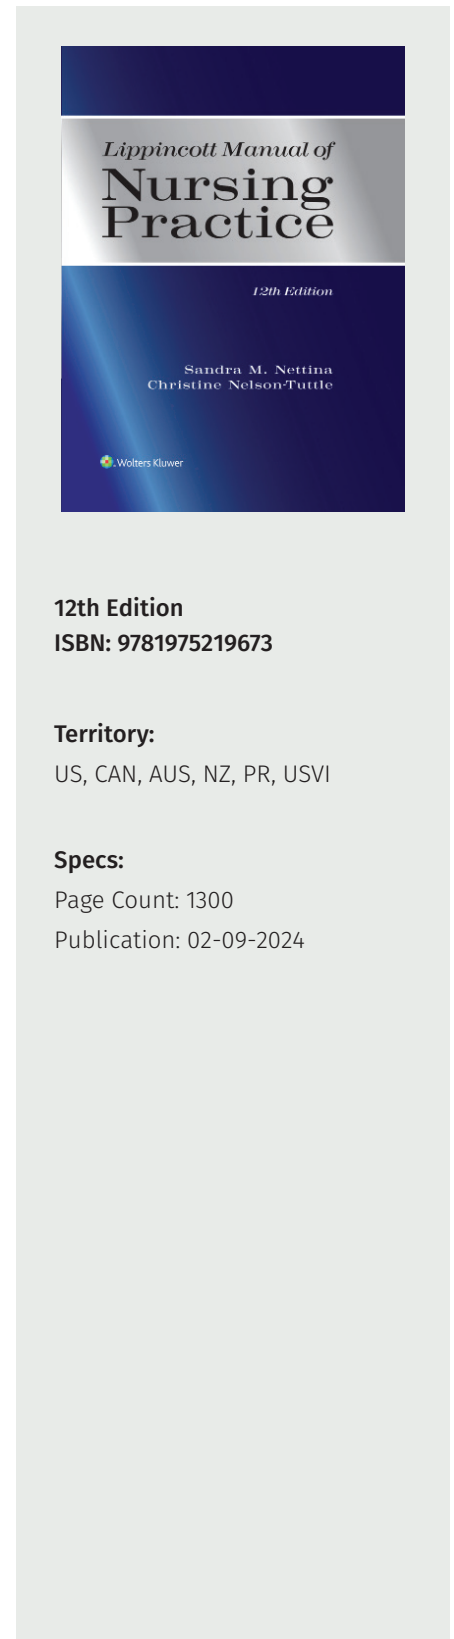 Lippincott Manual of
Nursing
Practice
12th Edition
Sandra M. Nettina
Christine Nelson-Tuttle
Wolters Kluwer
12th Edition
ISBN: 9781975219673
Territory:
US, CAN, AUS, NZ, PR, USVI
Specs:
Page Count: 1300
Publication: 02-09-2024